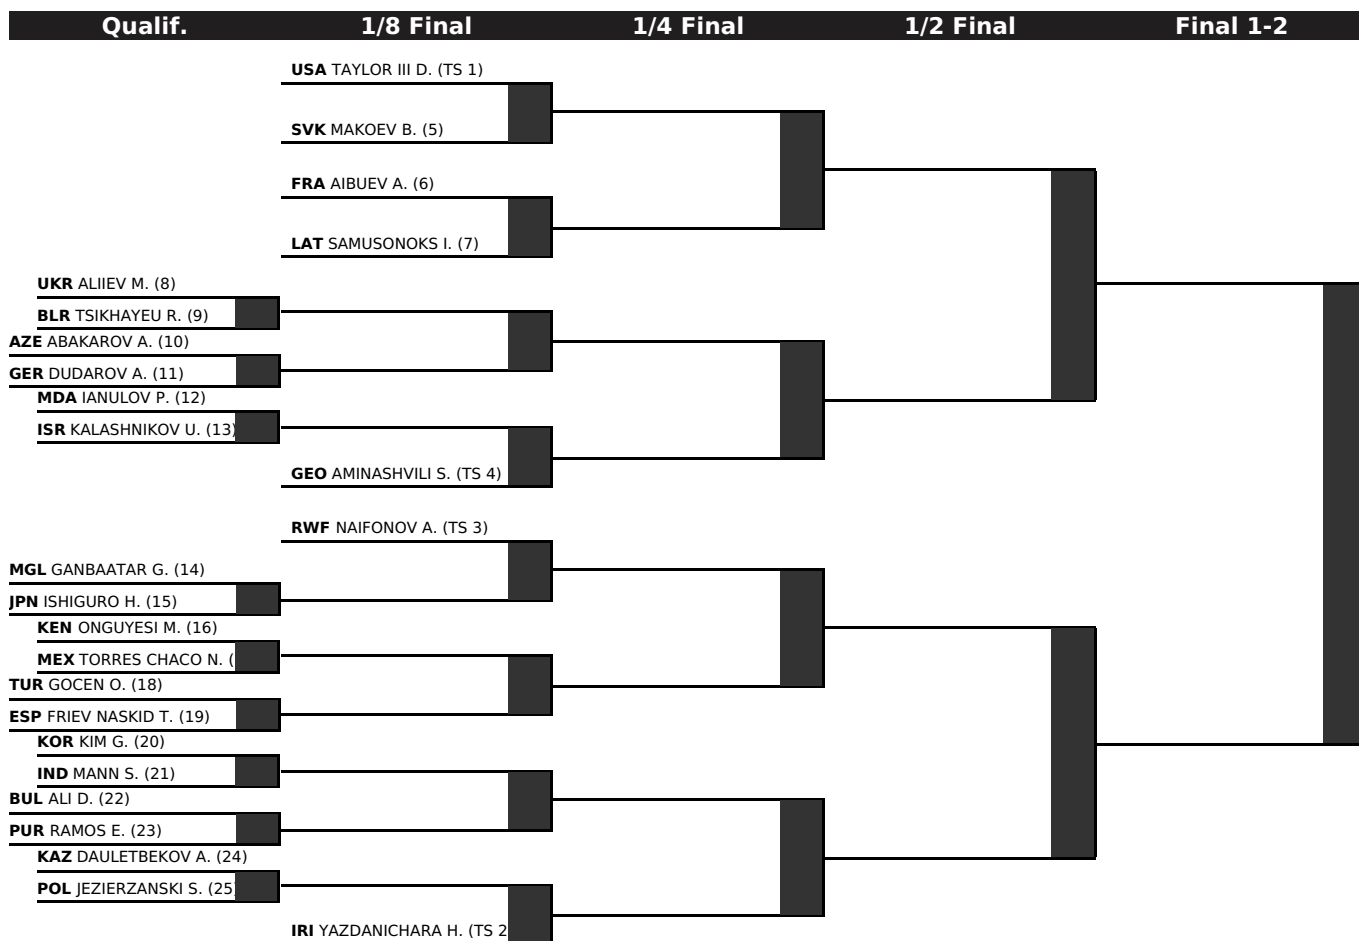 Qualif. 1/8 Final 1/4 Final 1/2 Final Final 1-2
USA TAYLOR III D. (TS 1)
SVK MAKOEV B. (5)
FRA AIBUEV A. (6)
LAT SAMUSONOKS I. (7)
UKR ALIIEV M. (8)
BLR TSIKHAYEU R. (9)
AZE ABAKAROV A. (10)
GER DUDAROV A. (11)
MDA IANULOV P. (12)
ISR KALASHNIKOV U. (13)
GEO AMINASHVILI S. (TS 4)
RWF NAIFONOV A. (TS 3)
MGL GANBAATAR G. (14)
JPN ISHIGURO H. (15)
KEN ONGUYESI M. (16)
MEX TORRES CHACO N. (
TUR GOCEN O. (18)
ESP FRIEV NASKID T. (19)
KOR KIM G. (20)
IND MANN S. (21)
BUL ALI D. (22)
PUR RAMOS E. (23)
KAZ DAULETBEKOV A. (24)
POL JEZIERZANSKI S. (25
IRI YAZDANICHARA H. (TS 2